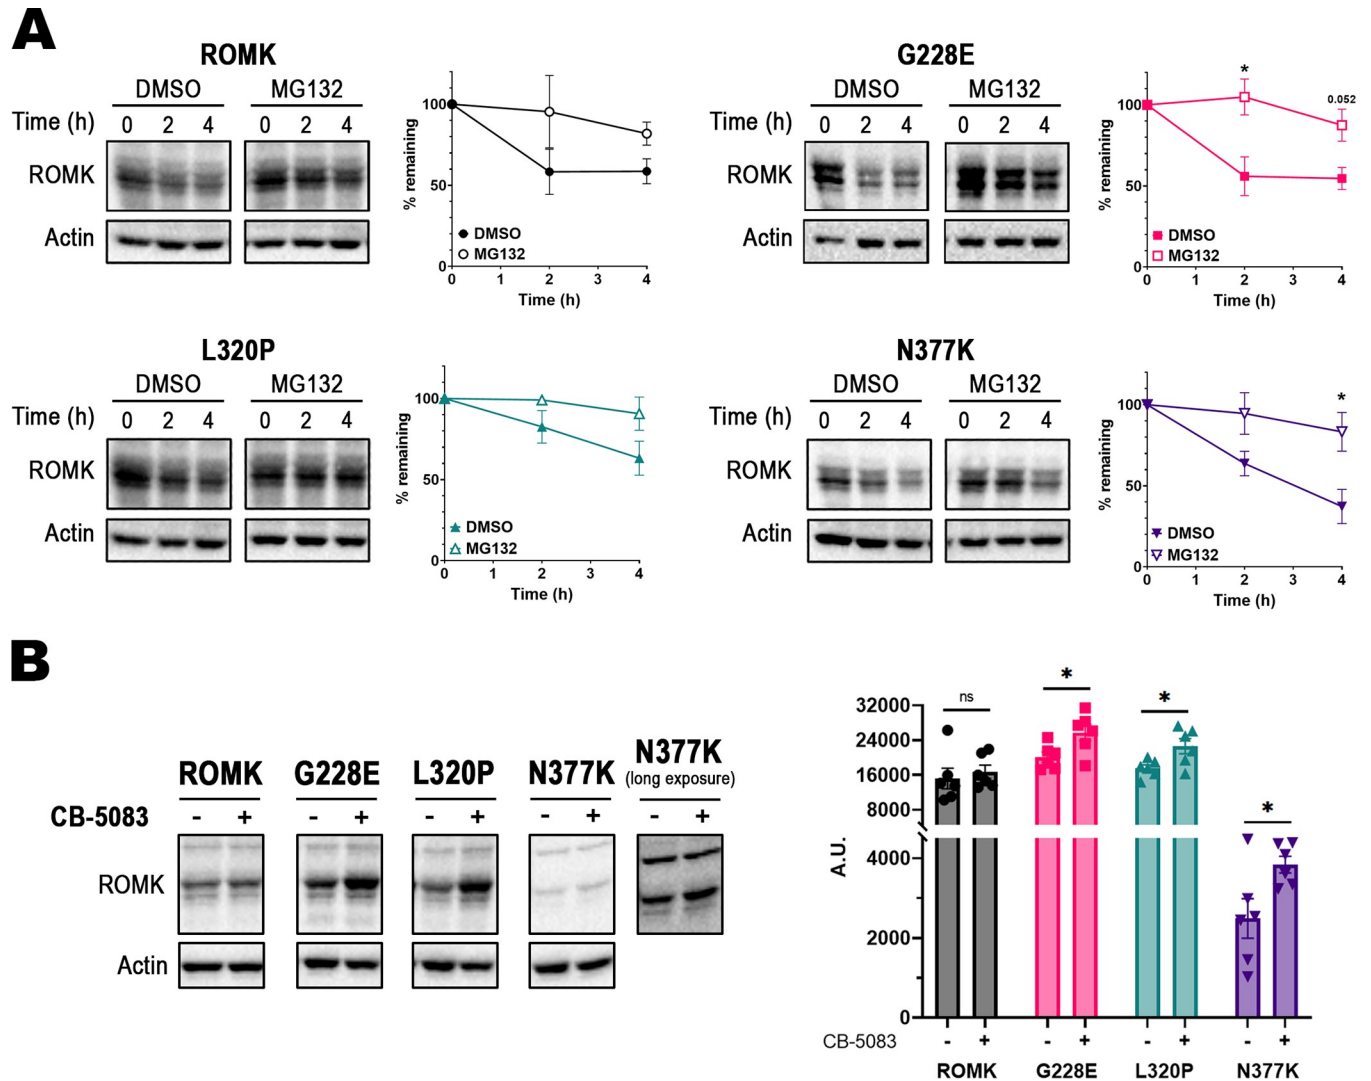 A
ROMK
DMSO MG132
Time (h) 0 2 4 0 2 4
ROMK
Actin
% remaining
100
50
0
DMSO
MG132
0 1 2 3 4
Time (h)
G228E
DMSO MG132
Time (h) 0 2 4 0 2 4
ROMK
Actin
% remaining
100
50
0
* 0.052
DMSO
MG132
0 1 2 3 4
Time (h)
L320P
DMSO MG132
Time (h) 0 2 4 0 2 4
ROMK
Actin
% remaining
100
50
0
DMSO
MG132
0 1 2 3 4
Time (h)
N377K
DMSO MG132
Time (h) 0 2 4 0 2 4
ROMK
Actin
% remaining
100
50
0
*
DMSO
MG132
0 1 2 3 4
Time (h)
B
ROMK G228E L320P N377K N377K
(long exposure)
CB-5083 - + - + - + - + - +
ROMK
Actin
A.U.
32000
24000
16000
8000
4000
2000
0
ns * * *
CB-5083 - + - + - + - +
ROMK G228E L320P N377K